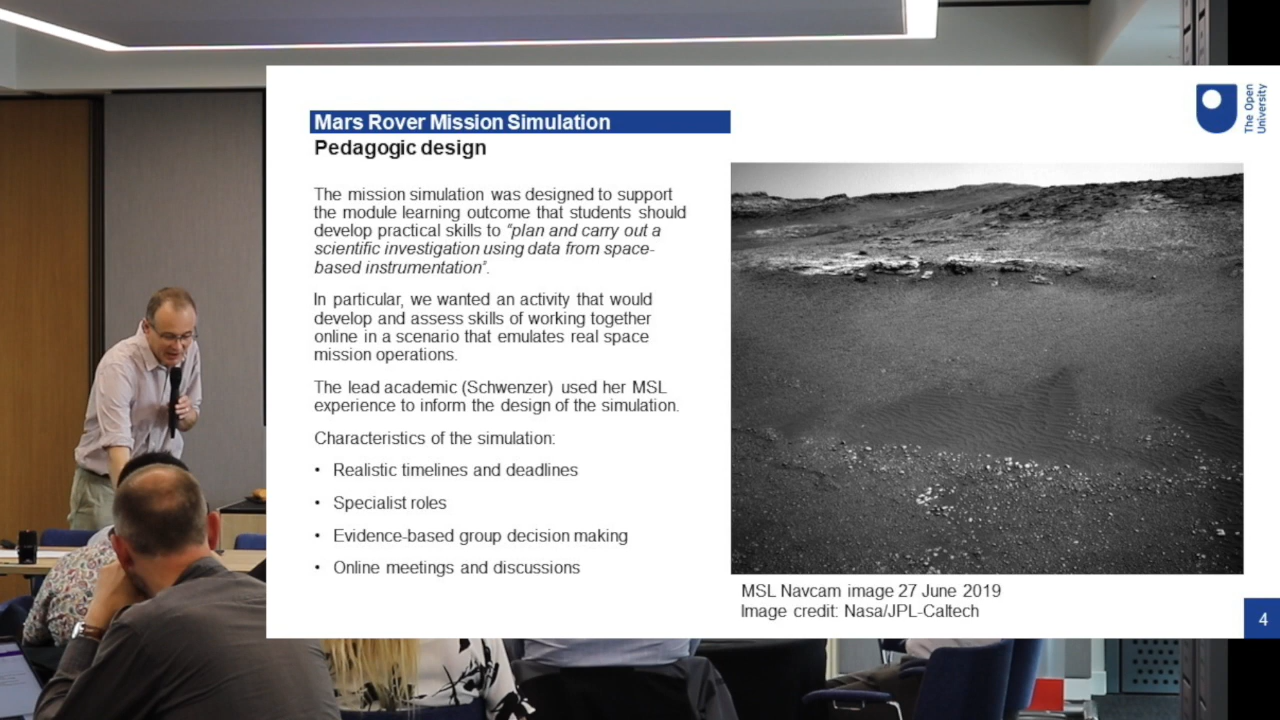 Mars Rover Mission Simulation
Pedagogic design
The mission simulation was designed to support
the module learning outcome that students should
develop practical skills to “plan and carry out a
scientific investigation using data from space-
based instrumentation”.
In particular, we wanted an activity that would
develop and assess skills of working together
online in a scenario that emulates real space
mission operations.
The lead academic (Schwenzer) used her MSL
experience to inform the design of the simulation.
Characteristics of the simulation:
• Realistic timelines and deadlines
• Specialist roles
• Evidence-based group decision making
• Online meetings and discussions
The Open
University
MSL Navcam image 27 June 2019
Image credit: Nasa/JPL-Caltech
4